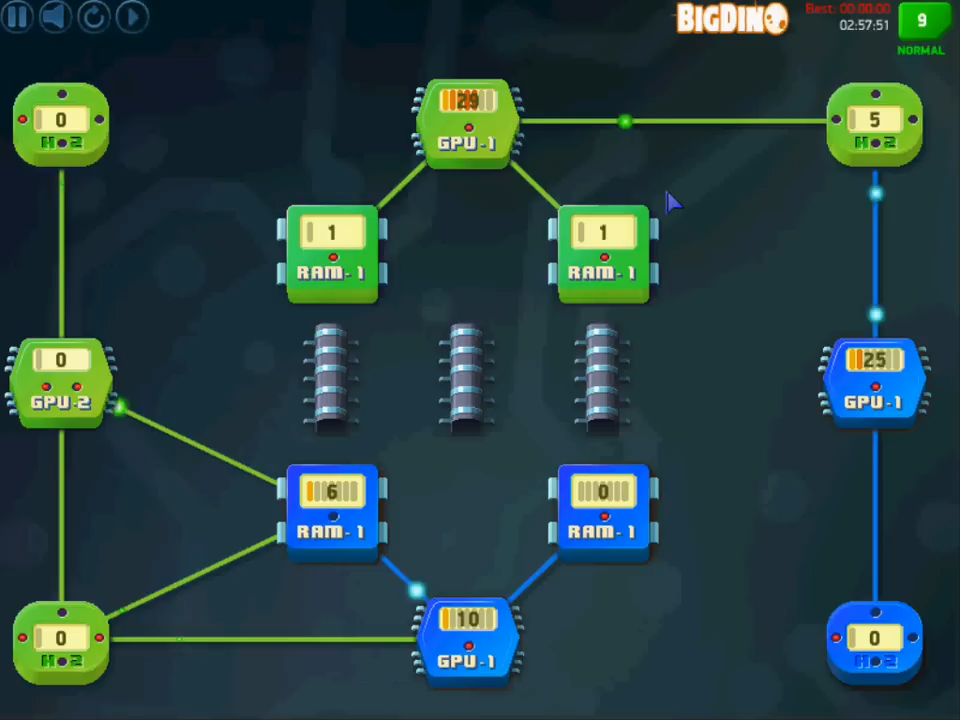 BIGDINO
Best: 00:00:00
02:57:51
9
NORMAL
0
H-2
29
GPU-1
5
H-2
1
RAM-1
1
RAM-1
0
GPU-2
25
GPU-1
6
RAM-1
0
RAM-1
0
H-2
10
GPU-1
0
H-2